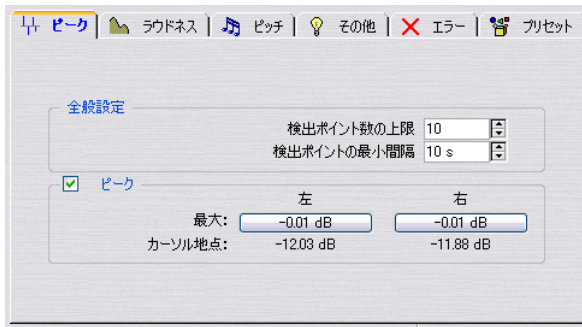 ピーク ラウドネス ピッチ その他 エラー プリセット
全般設定
検出ポイント数の上限 10
検出ポイントの最小間隔 10 s
ピーク
左 右
最大: -0.01 dB -0.01 dB
カーソル地点: -12.03 dB -11.88 dB